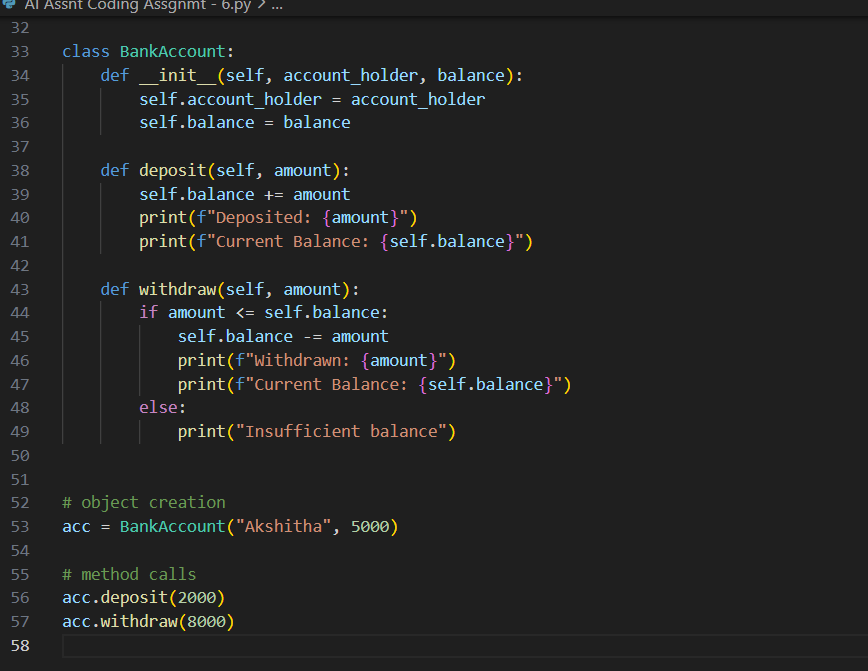 AI Assnt Coding Assgnmt - 6.py > ...
32
33 class BankAccount:
34     def __init__(self, account_holder, balance):
35         self.account_holder = account_holder
36         self.balance = balance
37
38     def deposit(self, amount):
39         self.balance += amount
40         print(f"Deposited: {amount}")
41         print(f"Current Balance: {self.balance}")
42
43     def withdraw(self, amount):
44         if amount <= self.balance:
45             self.balance -= amount
46             print(f"Withdrawn: {amount}")
47             print(f"Current Balance: {self.balance}")
48         else:
49             print("Insufficient balance")
50
51
52 # object creation
53 acc = BankAccount("Akshitha", 5000)
54
55 # method calls
56 acc.deposit(2000)
57 acc.withdraw(8000)
58